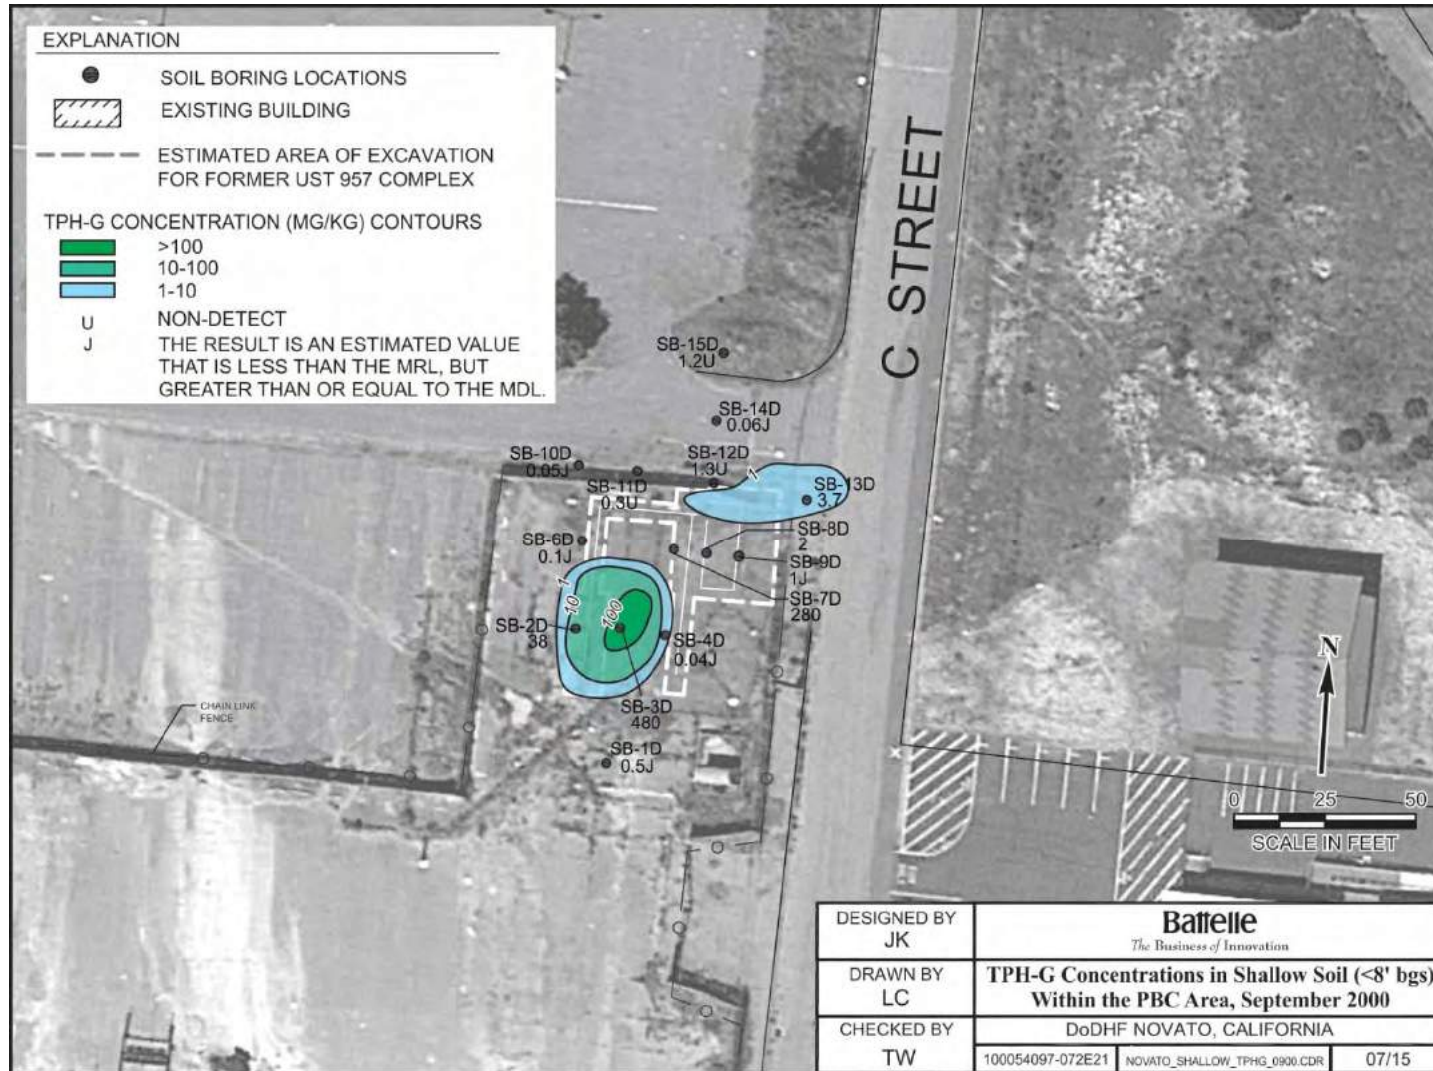 EXPLANATION
SOIL BORING LOCATIONS
EXISTING BUILDING
ESTIMATED AREA OF EXCAVATION
FOR FORMER UST 957 COMPLEX
TPH-G CONCENTRATION (MG/KG) CONTOURS
>100
10-100
1-10
U NON-DETECT
J THE RESULT IS AN ESTIMATED VALUE
THAT IS LESS THAN THE MRL, BUT
GREATER THAN OR EQUAL TO THE MDL.
C STREET
SB-15D
1.2U
SB-14D
0.06J
SB-10D
0.05J
SB-12D
1.3U
1
SB-11D
0.3U
SB-13D
3.7
SB-6D
0.1J
SB-8D
2
SB-9D
1J
SB-7D
280
1
10
100
SB-2D
38
SB-4D
0.04J
SB-3D
480
SB-1D
0.5J
CHAIN LINK
FENCE
N
0 25 50
SCALE IN FEET
DESIGNED BY
JK
Battelle
The Business of Innovation
DRAWN BY
LC
TPH-G Concentrations in Shallow Soil (<8' bgs)
Within the PBC Area, September 2000
CHECKED BY
TW
DoDHF NOVATO, CALIFORNIA
100054097-072E21 NOVATO_SHALLOW_TPHG_0900.CDR 07/15